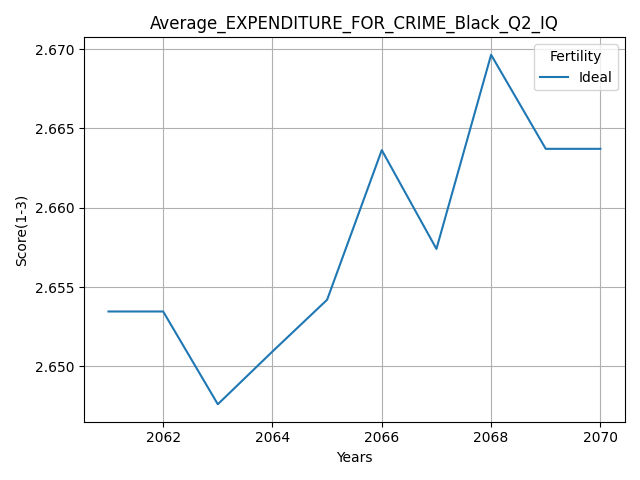 Average_EXPENDITURE_FOR_CRIME_Black_Q2_IQ
Fertility
Ideal
2.670
2.665
2.660
2.655
2.650
Score(1-3)
2062 2064 2066 2068 2070
Years